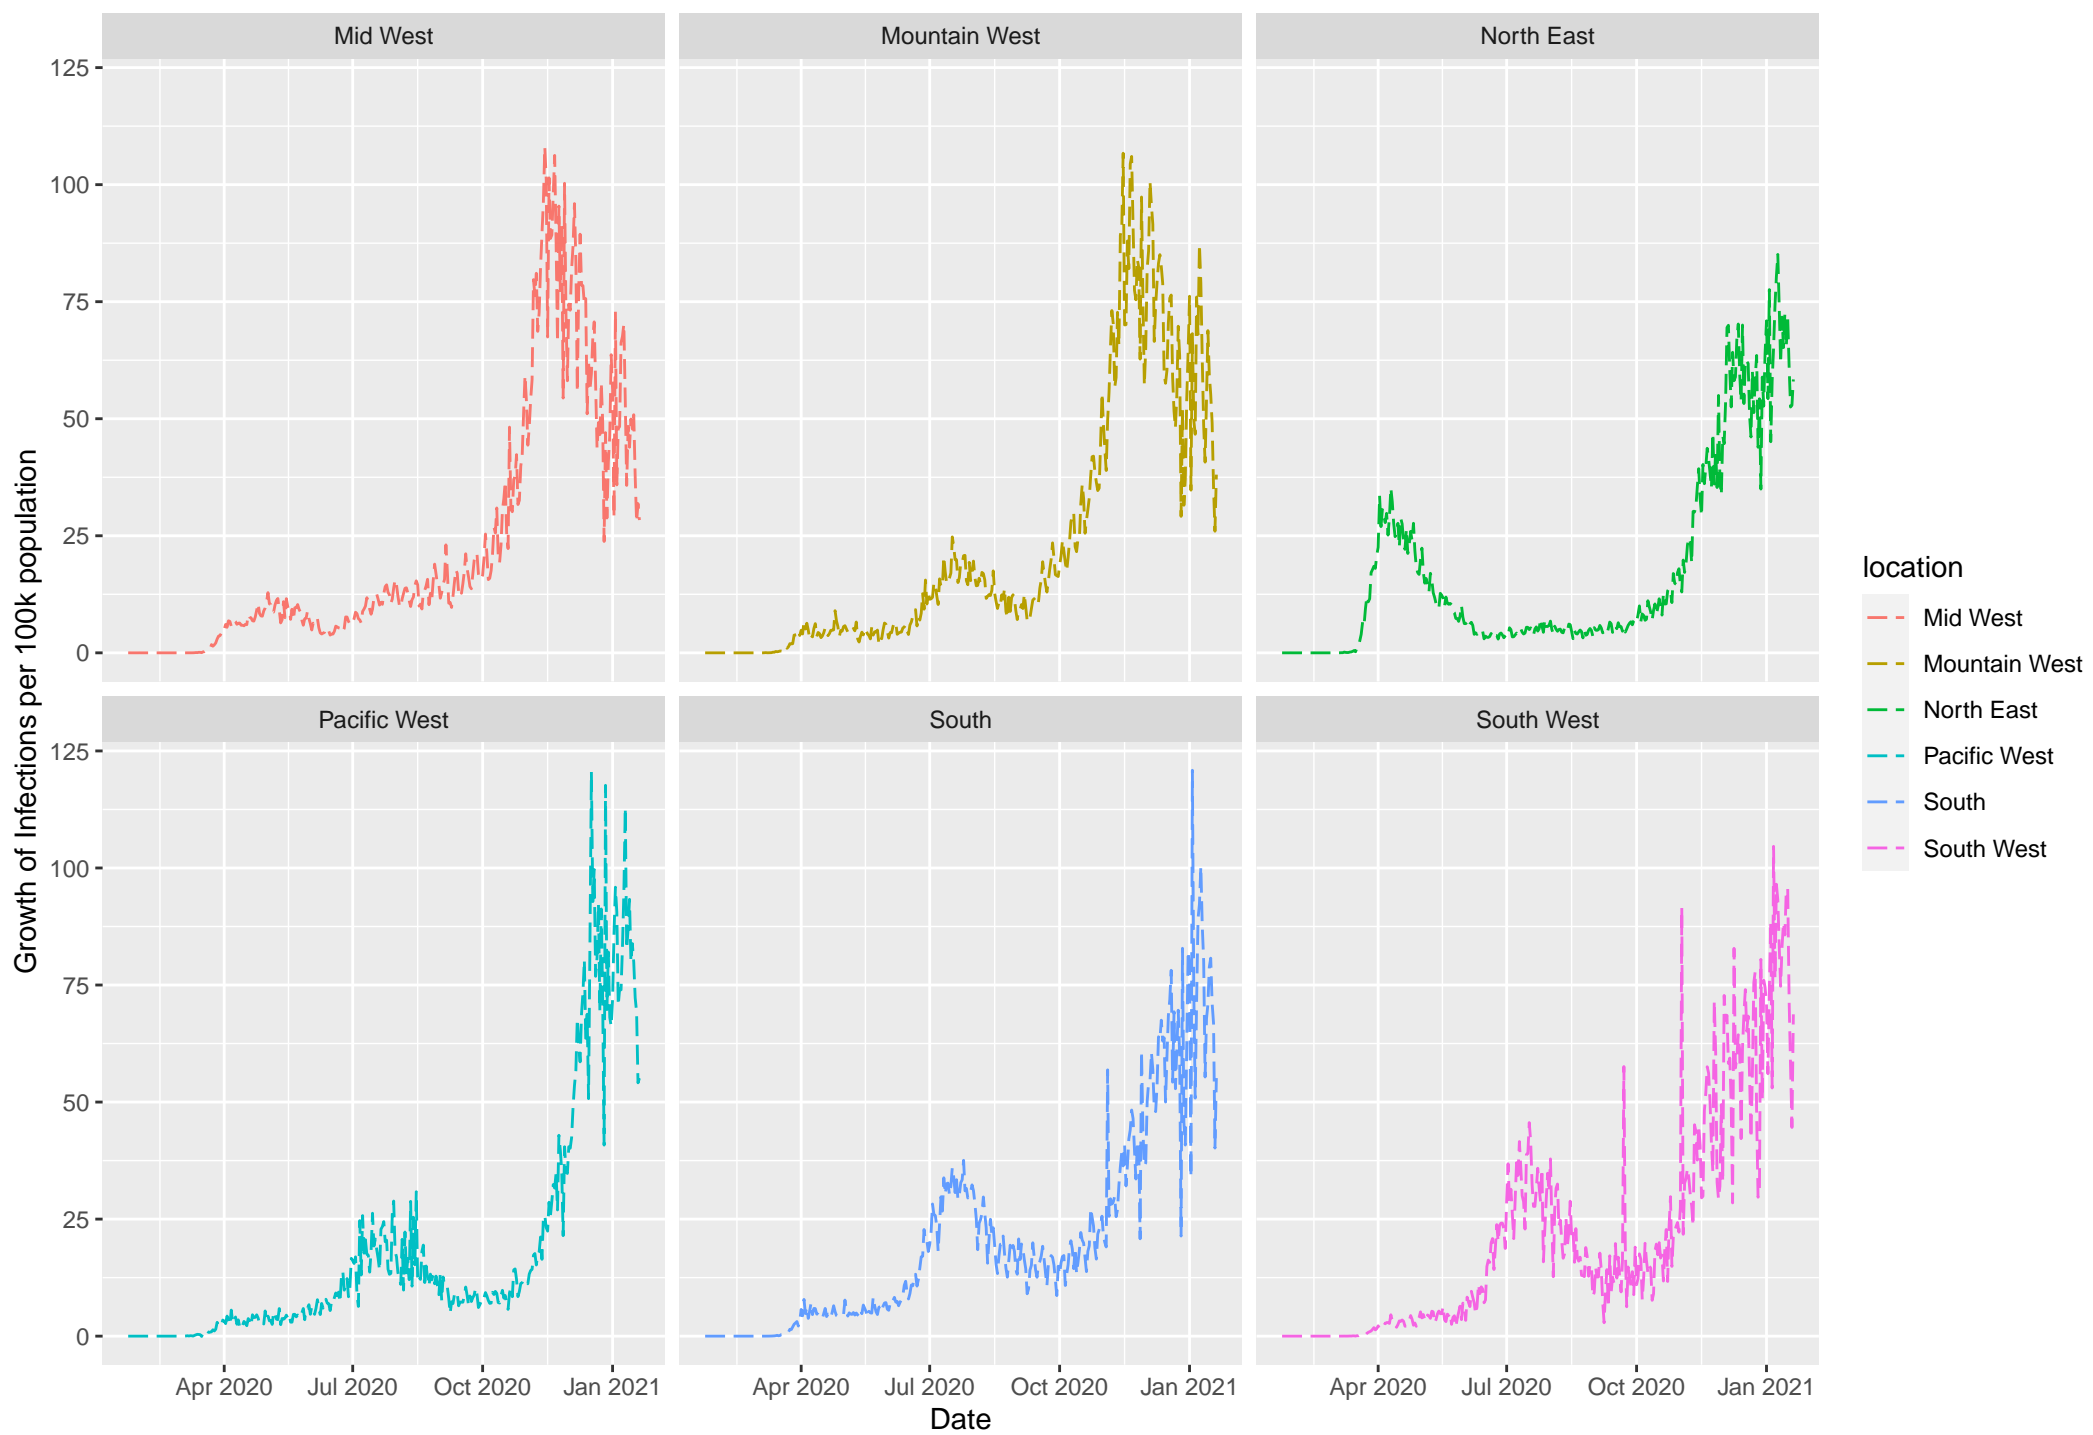 Mid West
Mountain West
North East
125
100
75
50
25
0
Pacific West
South
South West
125
100
75
50
25
0
Apr 2020
Jul 2020
Oct 2020
Jan 2021
Apr 2020
Jul 2020
Oct 2020
Jan 2021
Apr 2020
Jul 2020
Oct 2020
Jan 2021
Date
Growth of Infections per 100k population
location
Mid West
Mountain West
North East
Pacific West
South
South West